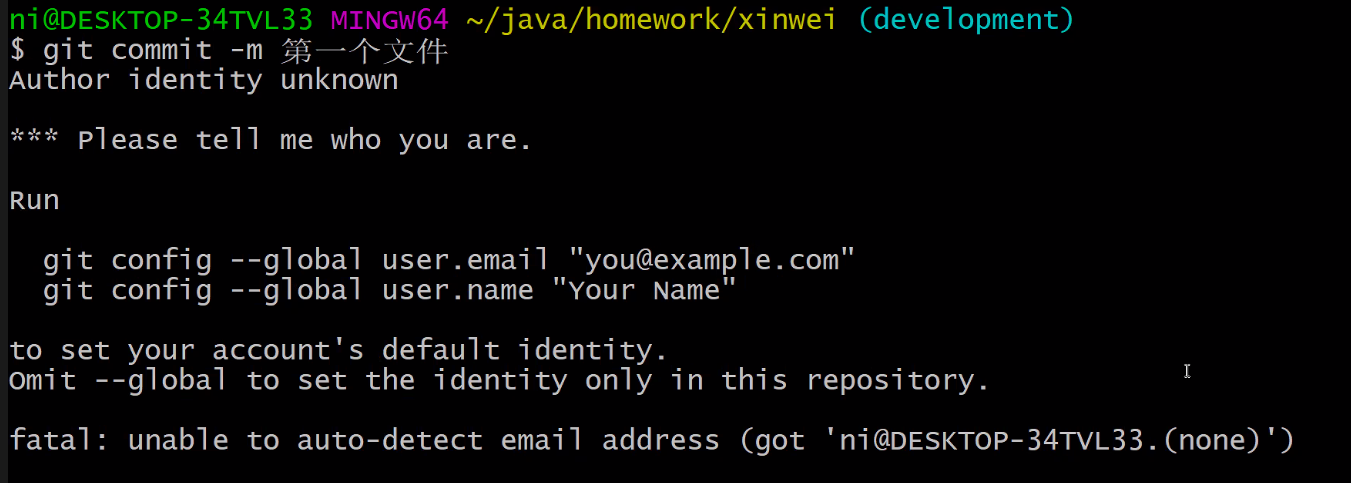 ni@DESKTOP-34TVL33 MINGW64 ~/java/homework/xinwei (development)
$ git commit -m 第一个文件
Author identity unknown
*** Please tell me who you are.
Run
git config --global user.email "you@example.com"
git config --global user.name "Your Name"
to set your account's default identity.
Omit --global to set the identity only in this repository.
fatal: unable to auto-detect email address (got 'ni@DESKTOP-34TVL33.(none)')